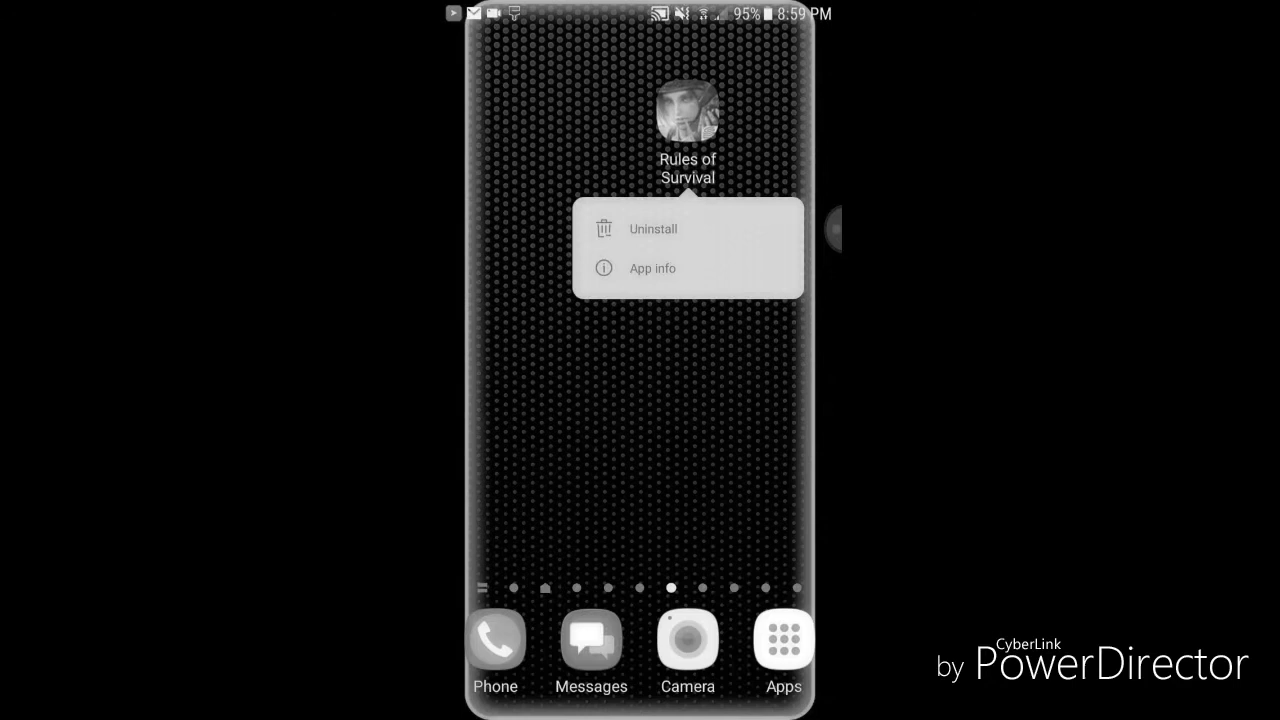 95% 8:59 PM
Rules of
Survival
Uninstall
App info
Phone
Messages
Camera
Apps
CyberLink
by PowerDirector